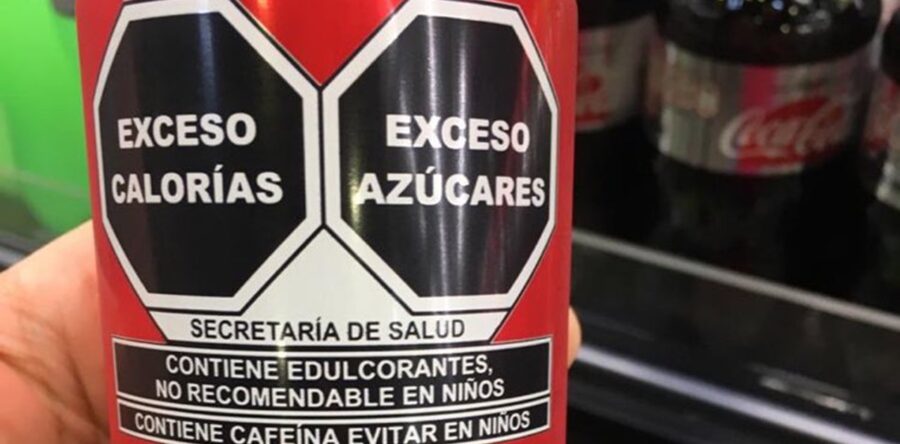 EXCESO
CALORÍAS
EXCESO
AZÚCARES
SECRETARÍA DE SALUD
CONTIENE EDULCORANTES,
NO RECOMENDABLE EN NIÑOS
CONTIENE CAFEÍNA EVITAR EN NIÑOS
Coca-Cola